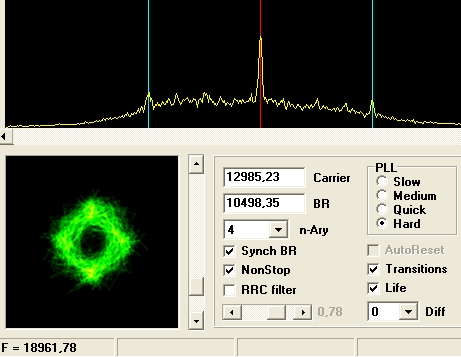 12985,23 Carrier
10498,35 BR
4 n-Ary
Synch BR
NonStop
RRC filter
0,78
PLL
Slow
Medium
Quick
Hard
AutoReset
Transitions
Life
0 Diff
F = 18961,78